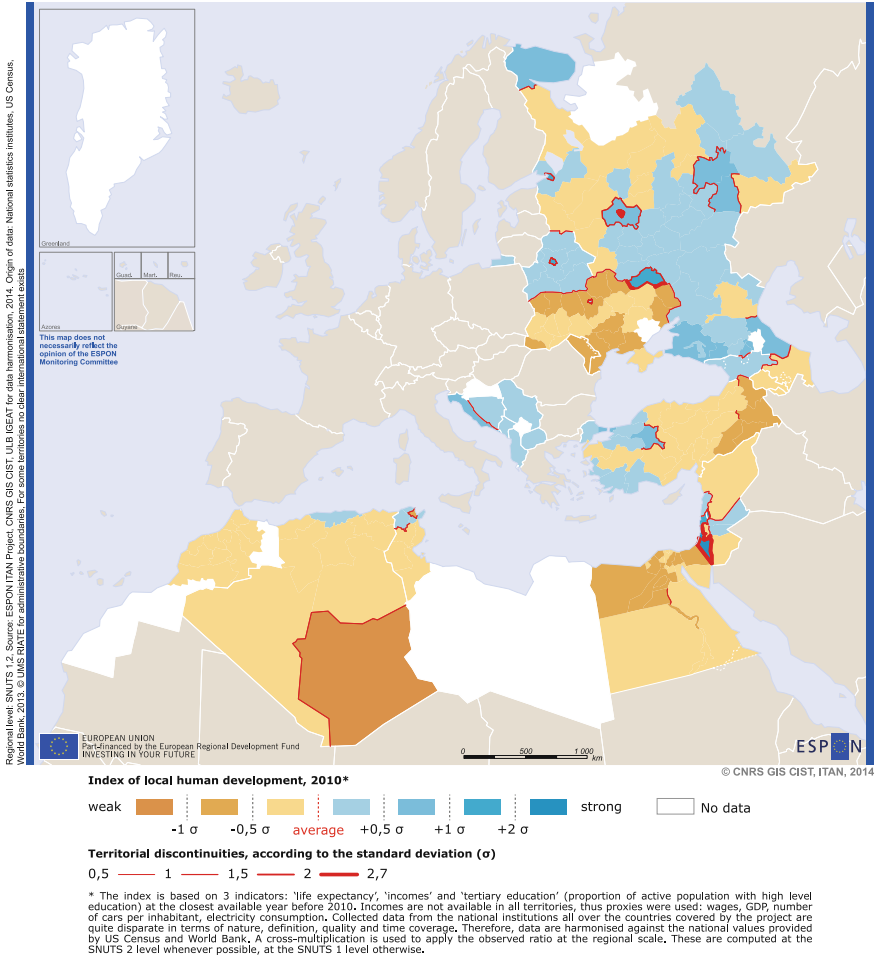 Regional level: SNUTS 1,2. Source: ESPON ITAN Project, CNRS GIS CIST, ULB IGEAT for data harmonisation, 2014. Origin of data: National statistics institutes, US Census,
World Bank, 2013. © UMS RIATE for administrative boundaries, For some territories no clear international statement exists
Greenland
Guad.
Mart.
Reu.
Azores
Guyane
This map does not
necessarily reflect the
opinion of the ESPON
Monitoring Committee
EUROPEAN UNION
Part-financed by the European Regional Development Fund
INVESTING IN YOUR FUTURE
0 500 1 000
km
ESPON
© CNRS GIS CIST, ITAN, 2014
Index of local human development, 2010*
weak strong No data
-1 σ -0,5 σ average +0,5 σ +1 σ +2 σ
Territorial discontinuities, according to the standard deviation (σ)
0,5 1 1,5 2 2,7
* The index is based on 3 indicators: 'life expectancy', 'incomes' and 'tertiary education' (proportion of active population with high level
education) at the closest available year before 2010. Incomes are not available in all territories, thus proxies were used: wages, GDP, number
of cars per inhabitant, electricity consumption. Collected data from the national institutions all over the countries covered by the project are
quite disparate in terms of nature, definition, quality and time coverage. Therefore, data are harmonised against the national values provided
by US Census and World Bank. A cross-multiplication is used to apply the observed ratio at the regional scale. These are computed at the
SNUTS 2 level whenever possible, at the SNUTS 1 level otherwise.